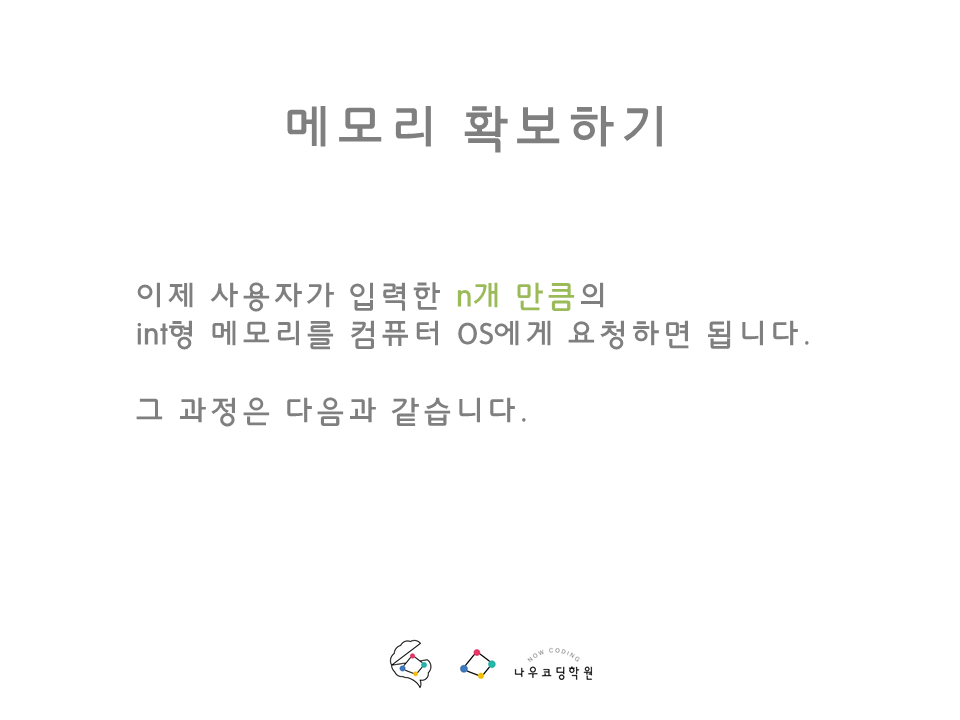 메모리 확보하기
이제 사용자가 입력한 n개 만큼의
int형 메모리를 컴퓨터 OS에게 요청하면 됩니다.
그 과정은 다음과 같습니다.
NOW CODING
나우코딩학원